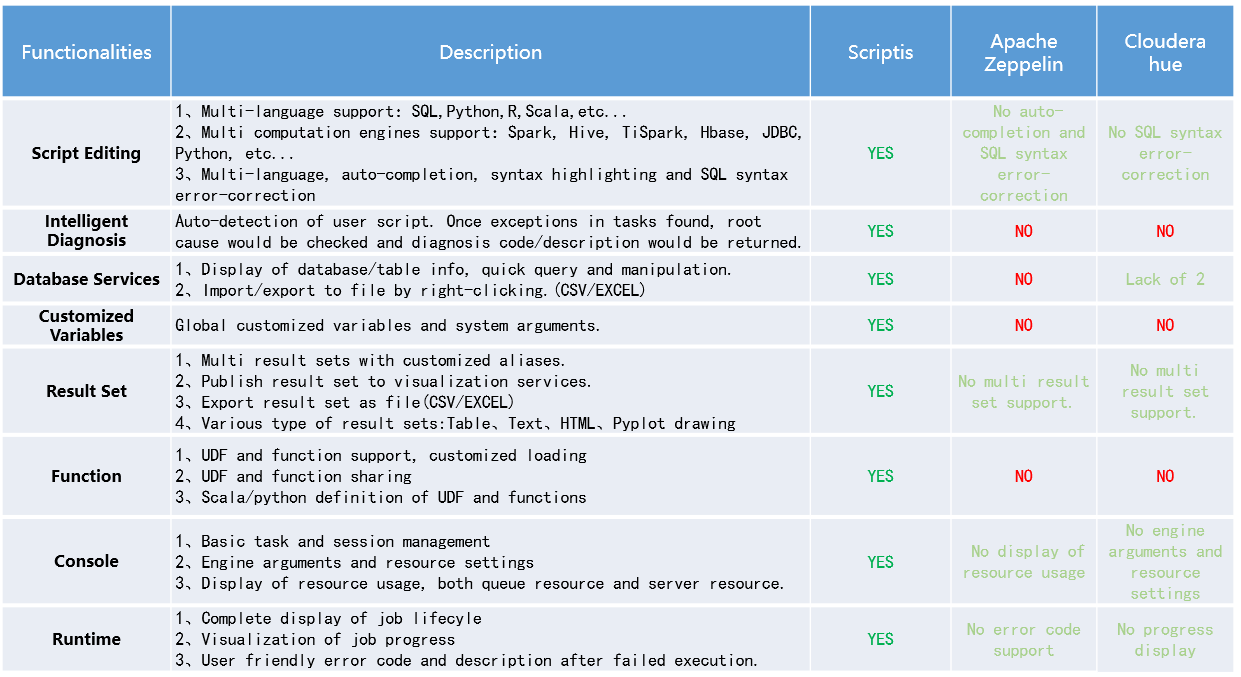 Functionalities
Description
Scriptis
Apache
Zeppelin
Cloudera
hue
Script Editing
1、Multi-language support: SQL,Python,R,Scala,etc...
2、Multi computation engines support: Spark, Hive, TiSpark, Hbase, JDBC,
Python, etc...
3、Multi-language, auto-completion, syntax highlighting and SQL syntax
error-correction
YES
No auto-
completion and
SQL syntax
error-
correction
No SQL syntax
error-
correction
Intelligent
Diagnosis
Auto-detection of user script. Once exceptions in tasks found, root
cause would be checked and diagnosis code/description would be returned.
YES
NO
NO
Database Services
1、Display of database/table info, quick query and manipulation.
2、Import/export to file by right-clicking.(CSV/EXCEL)
YES
NO
Lack of 2
Customized
Variables
Global customized variables and system arguments.
YES
NO
NO
Result Set
1、Multi result sets with customized aliases.
2、Publish result set to visualization services.
3、Export result set as file(CSV/EXCEL)
4、Various type of result sets:Table、Text、HTML、Pyplot drawing
YES
No multi result
set support.
No multi
result set
support.
Function
1、UDF and function support, customized loading
2、UDF and function sharing
3、Scala/python definition of UDF and functions
YES
NO
NO
Console
1、Basic task and session management
2、Engine arguments and resource settings
3、Display of resource usage, both queue resource and server resource.
YES
No display of
resource usage
No engine
arguments and
resource
settings
Runtime
1、Complete display of job lifecyle
2、Visualization of job progress
3、User friendly error code and description after failed execution.
YES
No error code
support
No progress
display